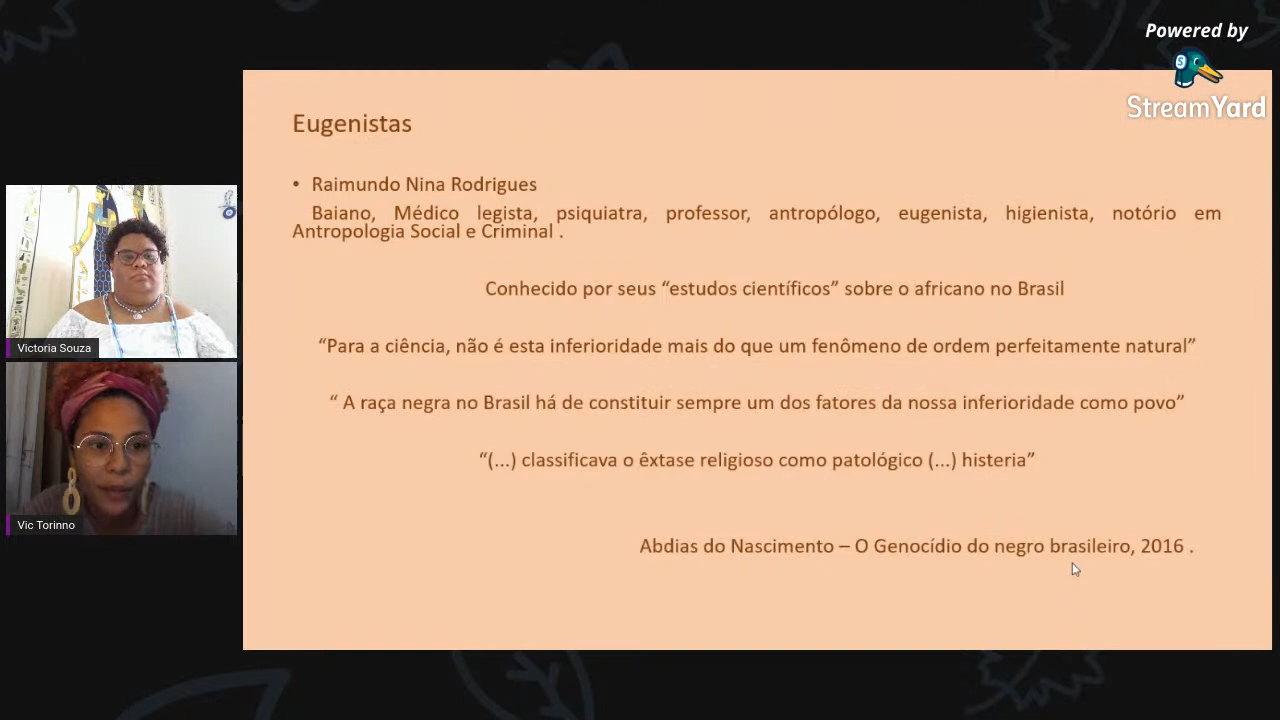 Powered by
StreamYard
Eugenistas
• Raimundo Nina Rodrigues
Baiano, Médico legista, psiquiatra, professor, antropólogo, eugenista, higienista, notório em
Antropologia Social e Criminal .
Conhecido por seus “estudos científicos” sobre o africano no Brasil
“Para a ciência, não é esta inferioridade mais do que um fenômeno de ordem perfeitamente natural”
“ A raça negra no Brasil há de constituir sempre um dos fatores da nossa inferioridade como povo”
“(...) classificava o êxtase religioso como patológico (...) histeria”
Abdias do Nascimento – O Genocídio do negro brasileiro, 2016 .
Victoria Souza
Vic Torinno